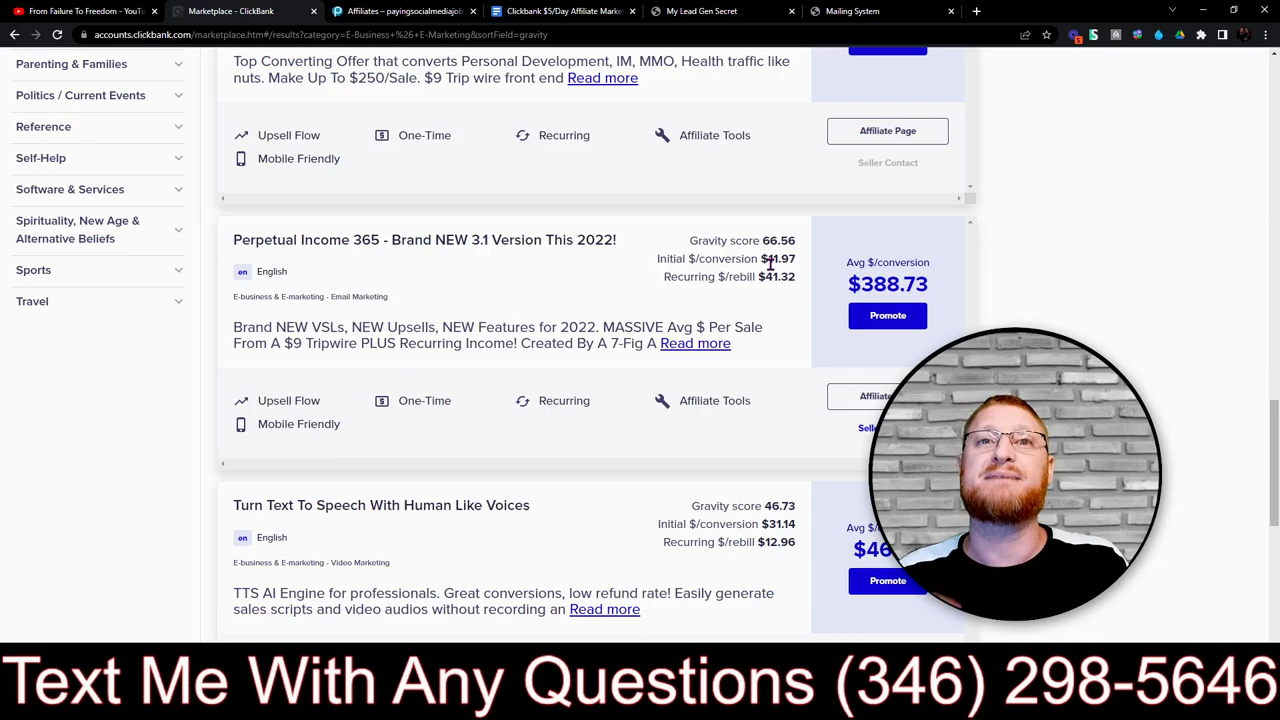 From Failure To Freedom - YouTu
Marketplace - ClickBank
Affiliates – payingsocialmediajob
Clickbank $5/Day Affiliate Marke
My Lead Gen Secret
Mailing System
accounts.clickbank.com/marketplace.htm#/results?category=E-Business+%26+E-Marketing&sortField=gravity
Parenting & Families
Politics / Current Events
Reference
Self-Help
Software & Services
Spirituality, New Age &
Alternative Beliefs
Sports
Travel
Top Converting Offer that converts Personal Development, IM, MMO, Health traffic like
nuts. Make Up To $250/Sale. $9 Trip wire front end Read more
Upsell Flow
One-Time
Recurring
Affiliate Tools
Mobile Friendly
Affiliate Page
Seller Contact
Perpetual Income 365 - Brand NEW 3.1 Version This 2022!
en English
E-business & E-marketing - Email Marketing
Gravity score 66.56
Initial $/conversion
Recurring $/rebill $41.32
Avg $/conversion
$388.73
Promote
Brand NEW VSLs, NEW Upsells, NEW Features for 2022. MASSIVE Avg $ Per Sale
From A $9 Tripwire PLUS Recurring Income! Created By A 7-Fig A Read more
Upsell Flow
One-Time
Recurring
Affiliate Tools
Mobile Friendly
Turn Text To Speech With Human Like Voices
en English
E-business & E-marketing - Video Marketing
Gravity score 46.73
Initial $/conversion $31.14
Recurring $/rebill $12.96
Avg
Promote
TTS AI Engine for professionals. Great conversions, low refund rate! Easily generate
sales scripts and video audios without recording an Read more
Text Me With Any Questions (346) 298-5646